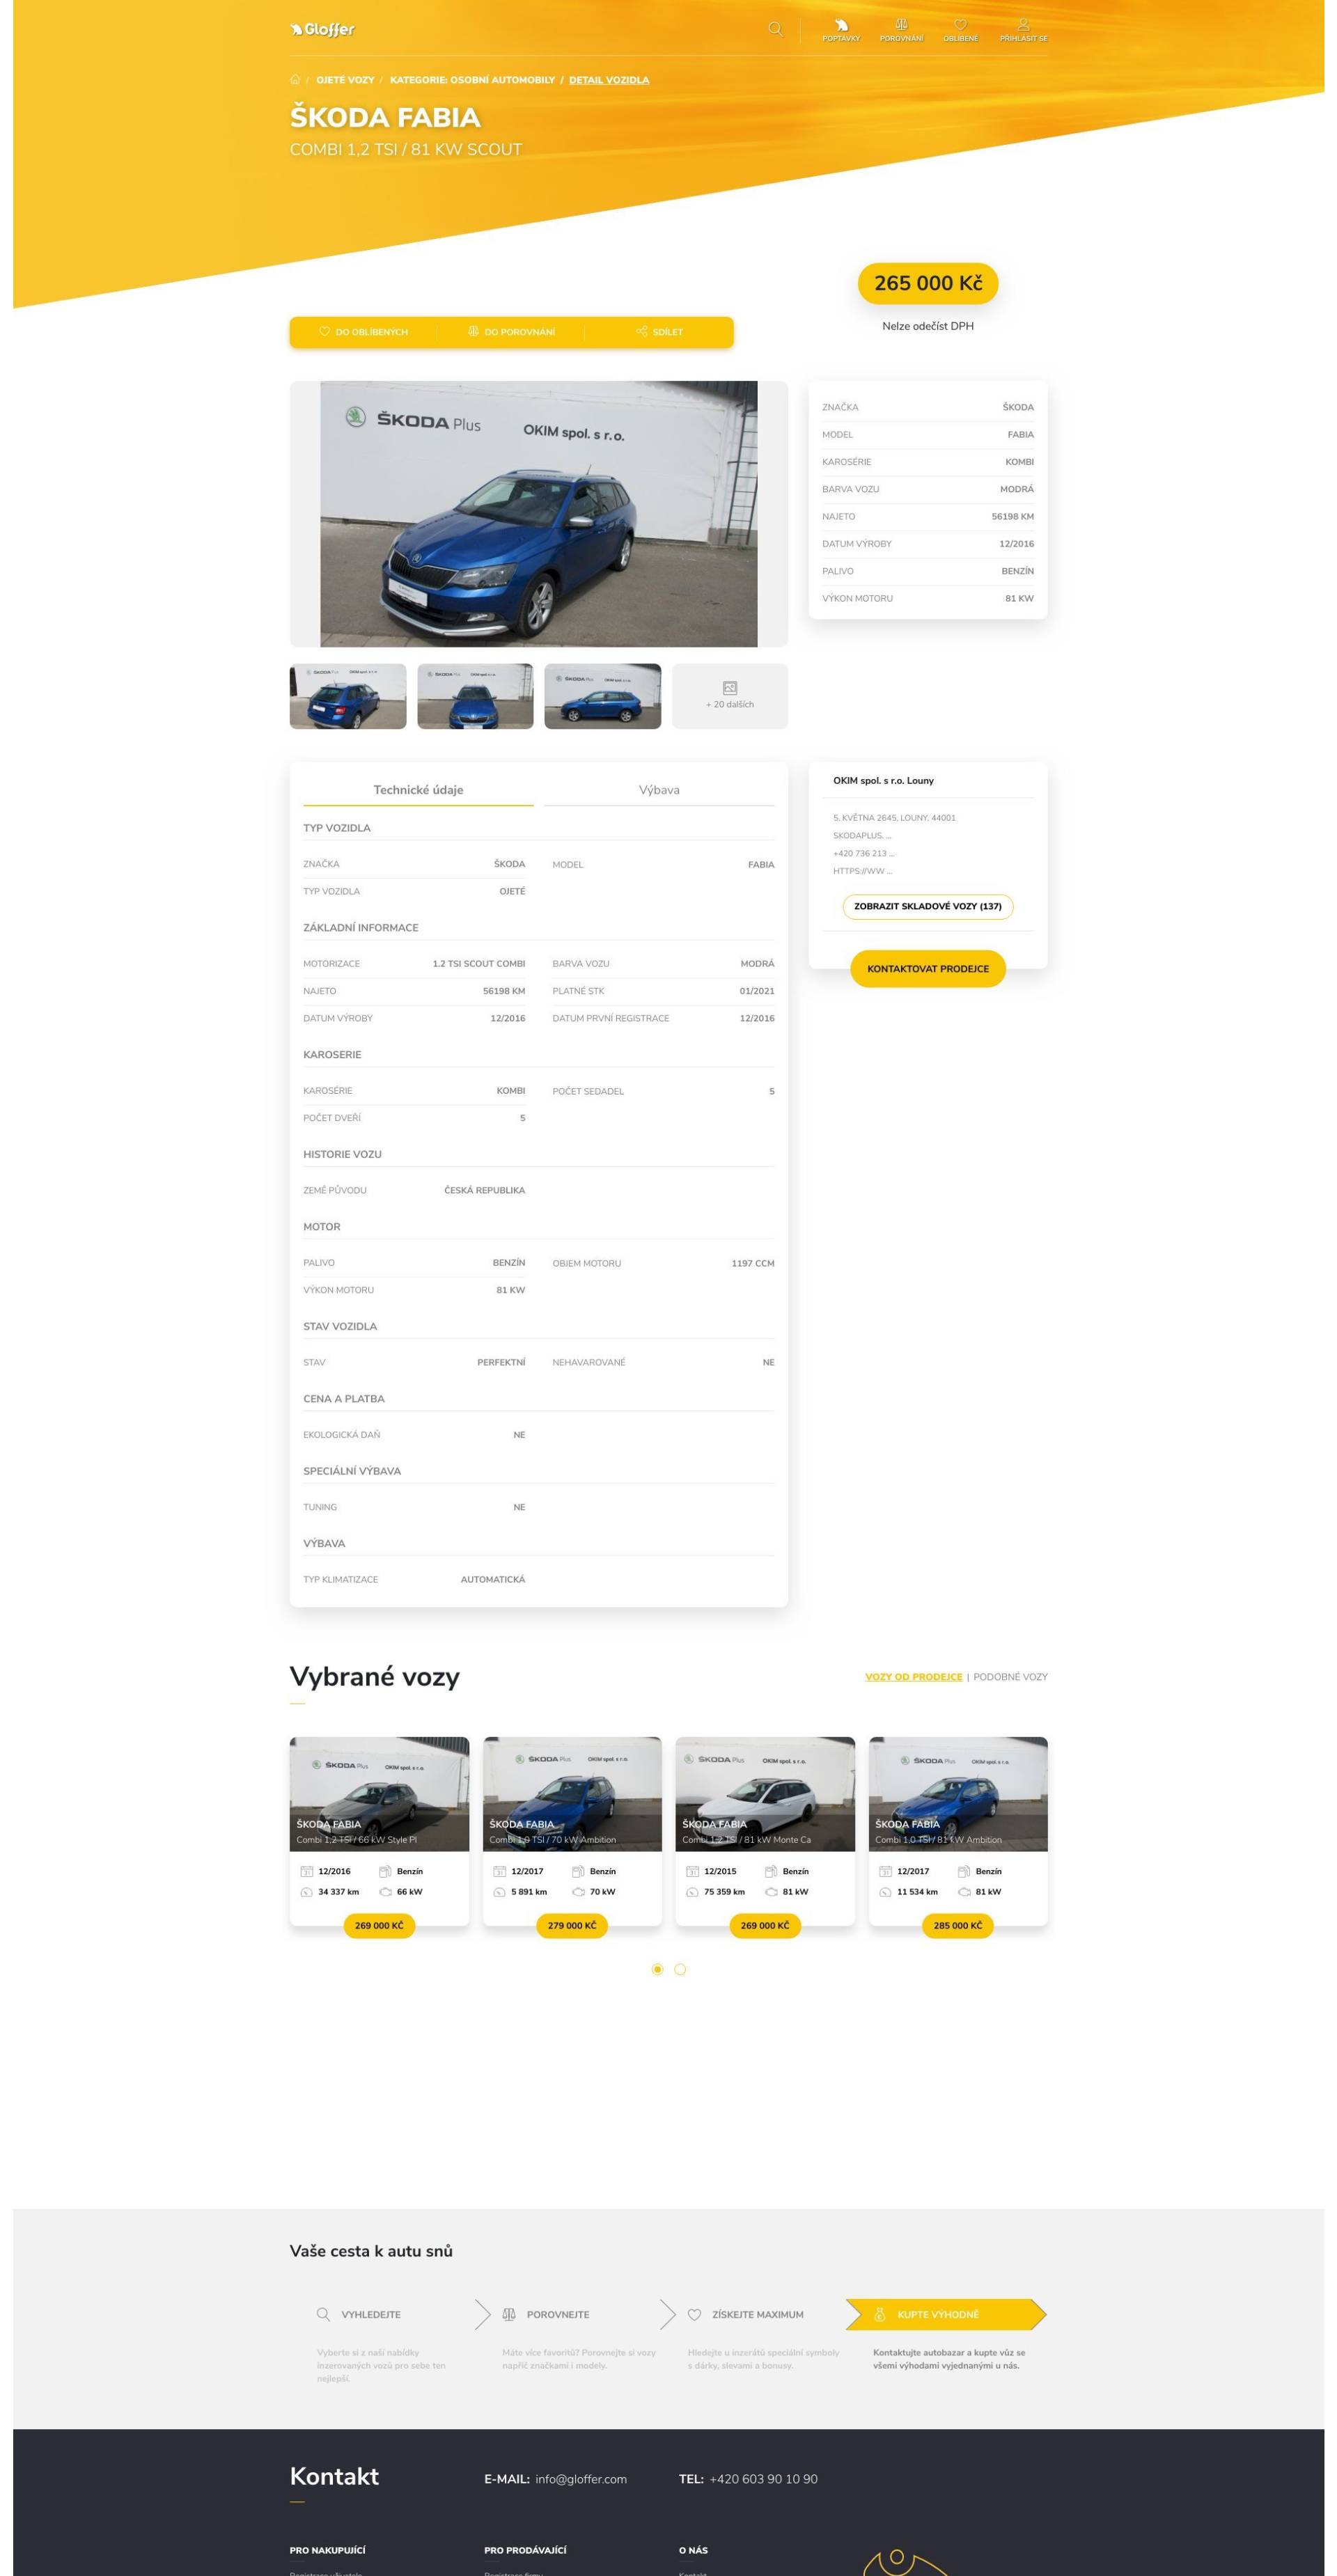 Gloffer
POPTÁVKY
POROVNÁNÍ
OBLÍBENÉ
PŘIHLÁSIT SE
/ OJETÉ VOZY / KATEGORIE: OSOBNÍ AUTOMOBILY / DETAIL VOZIDLA
ŠKODA FABIA
COMBI 1,2 TSI / 81 KW SCOUT
265 000 Kč
Nelze odečíst DPH
DO OBLÍBENÝCH
DO POROVNÁNÍ
SDÍLET
ŠKODA Plus
OKIM spol. s r.o.
ZNAČKA ŠKODA
MODEL FABIA
KAROSÉRIE KOMBI
BARVA VOZU MODRÁ
NAJETO 56198 KM
DATUM VÝROBY 12/2016
PALIVO BENZÍN
VÝKON MOTORU 81 KW
+ 20 dalších
Technické údaje
Výbava
TYP VOZIDLA
ZNAČKA ŠKODA MODEL FABIA
TYP VOZIDLA OJETÉ
ZÁKLADNÍ INFORMACE
MOTORIZACE 1.2 TSI SCOUT COMBI BARVA VOZU MODRÁ
NAJETO 56198 KM PLATNÉ STK 01/2021
DATUM VÝROBY 12/2016 DATUM PRVNÍ REGISTRACE 12/2016
KAROSERIE
KAROSÉRIE KOMBI POČET SEDADEL 5
POČET DVEŘÍ 5
HISTORIE VOZU
ZEMĚ PŮVODU ČESKÁ REPUBLIKA
MOTOR
PALIVO BENZÍN OBJEM MOTORU 1197 CCM
VÝKON MOTORU 81 KW
STAV VOZIDLA
STAV PERFEKTNÍ NEHAVAROVANÉ NE
CENA A PLATBA
EKOLOGICKÁ DAŇ NE
SPECIÁLNÍ VÝBAVA
TUNING NE
VÝBAVA
TYP KLIMATIZACE AUTOMATICKÁ
OKIM spol. s r.o. Louny
5. KVĚTNA 2645, LOUNY, 44001
SKODAPLUS. ...
+420 736 213 ...
HTTPS://WW ...
ZOBRAZIT SKLADOVÉ VOZY (137)
KONTAKTOVAT PRODEJCE
Vybrané vozy
VOZY OD PRODEJCE | PODOBNÉ VOZY
ŠKODA Plus OKIM spol. s r.o.
ŠKODA FABIA
Combi 1,2 TSI / 66 kW Style Pl
12/2016 Benzín
34 337 km 66 kW
269 000 KČ
ŠKODA Plus OKIM spol. s r.o.
ŠKODA FABIA
Combi 1,0 TSI / 70 kW Ambition
12/2017 Benzín
5 891 km 70 kW
279 000 KČ
ŠKODA Plus OKIM spol. s r.o.
ŠKODA FABIA
Combi 1,2 TSI / 81 kW Monte Ca
12/2015 Benzín
75 359 km 81 kW
269 000 KČ
ŠKODA Plus OKIM spol. s r.o.
ŠKODA FABIA
Combi 1,0 TSI / 81 kW Ambition
12/2017 Benzín
11 534 km 81 kW
285 000 KČ
Vaše cesta k autu snů
VYHLEDEJTE
Vyberte si z naší nabídky
inzerovaných vozů pro sebe ten
nejlepší.
POROVNEJTE
Máte více favoritů? Porovnejte si vozy
napříč značkami i modely.
ZÍSKEJTE MAXIMUM
Hledejte u inzerátů speciální symboly
s dárky, slevami a bonusy.
KUPTE VÝHODNĚ
Kontaktujte autobazar a kupte vůz se
všemi výhodami vyjednanými u nás.
Kontakt
E-MAIL: info@gloffer.com
TEL: +420 603 90 10 90
PRO NAKUPUJÍCÍ
PRO PRODÁVAJÍCÍ
O NÁS